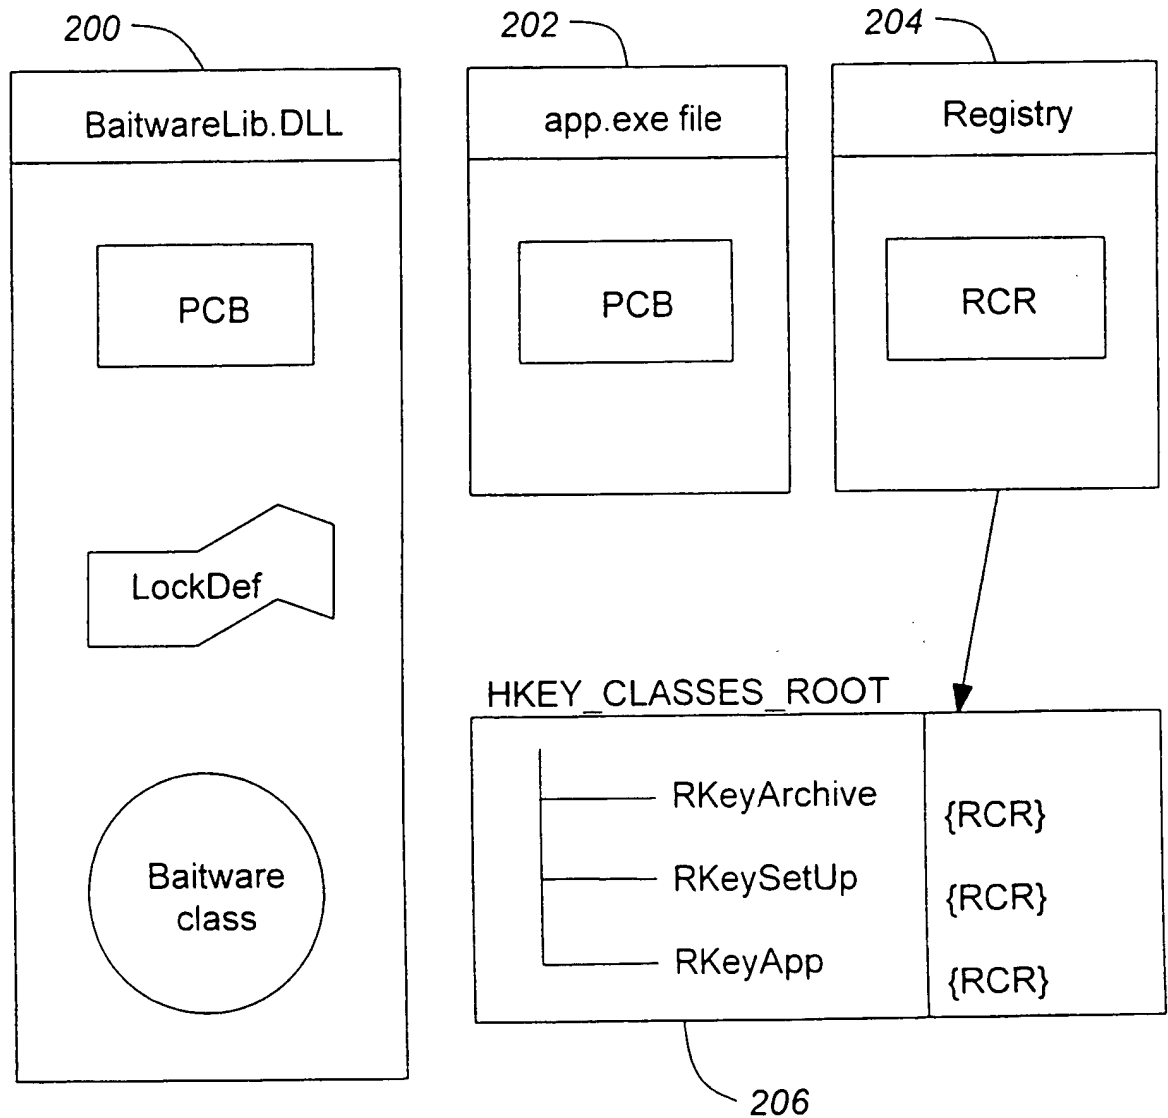 200
202
204
BaitwareLib.DLL
app.exe file
Registry
PCB
PCB
RCR
LockDef
HKEY_CLASSES_ROOT
RKeyArchive
{RCR}
RKeySetUp
{RCR}
RKeyApp
{RCR}
Baitware
class
206